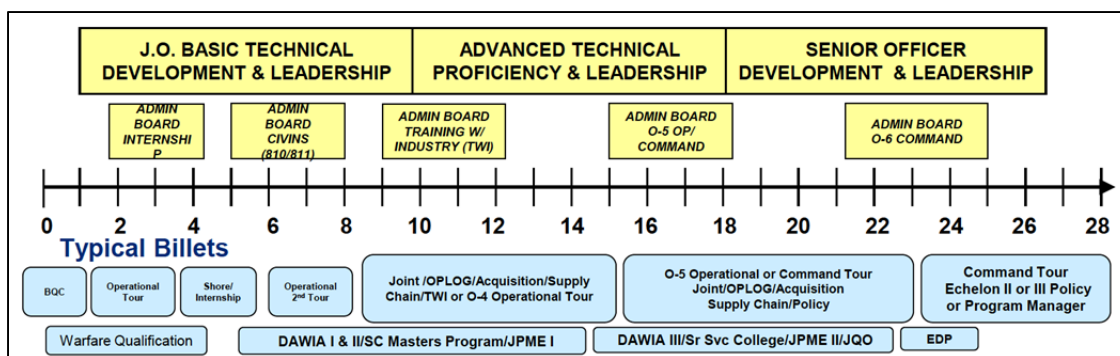 J.O. BASIC TECHNICAL
DEVELOPMENT & LEADERSHIP
ADVANCED TECHNICAL
PROFICIENCY & LEADERSHIP
SENIOR OFFICER
DEVELOPMENT & LEADERSHIP
ADMIN
BOARD
INTERNSHI
P
ADMIN
BOARD
CIVINS
(810/811)
ADMIN BOARD
TRAINING W/
INDUSTRY (TWI)
ADMIN BOARD
O-5 OP/
COMMAND
ADMIN BOARD
O-6 COMMAND
0 2 4 6 8 10 12 14 16 18 20 22 24 26 28
Typical Billets
BQC
Operational
Tour
Shore/
Internship
Operational
2nd Tour
Joint /OPLOG/Acquisition/Supply
Chain/TWI or O-4 Operational Tour
O-5 Operational or Command Tour
Joint/OPLOG/Acquisition
Supply Chain/Policy
Command Tour
Echelon II or III Policy
or Program Manager
Warfare Qualification
DAWIA I & II/SC Masters Program/JPME I
DAWIA III/Sr Svc College/JPME II/JQO
EDP